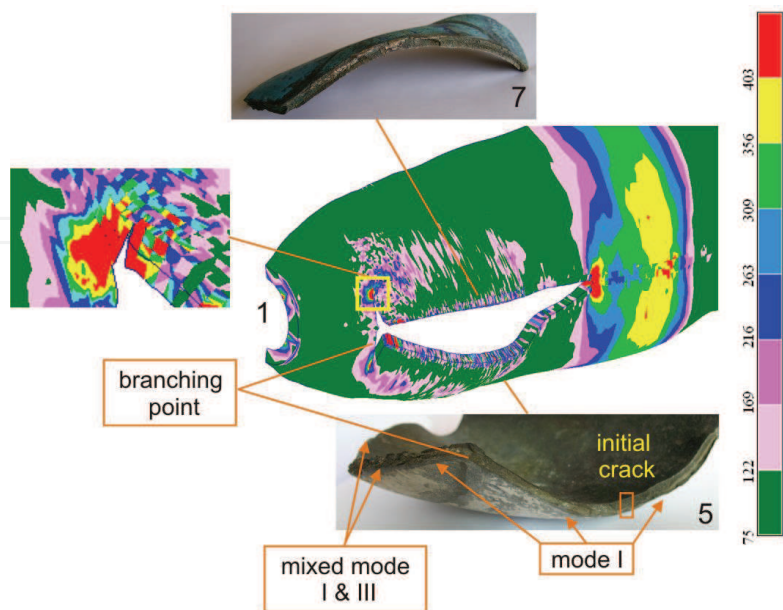 7
403
356
309
263
216
169
122
75
1
branching
point
initial
crack
5
mode I
mixed mode
I & III